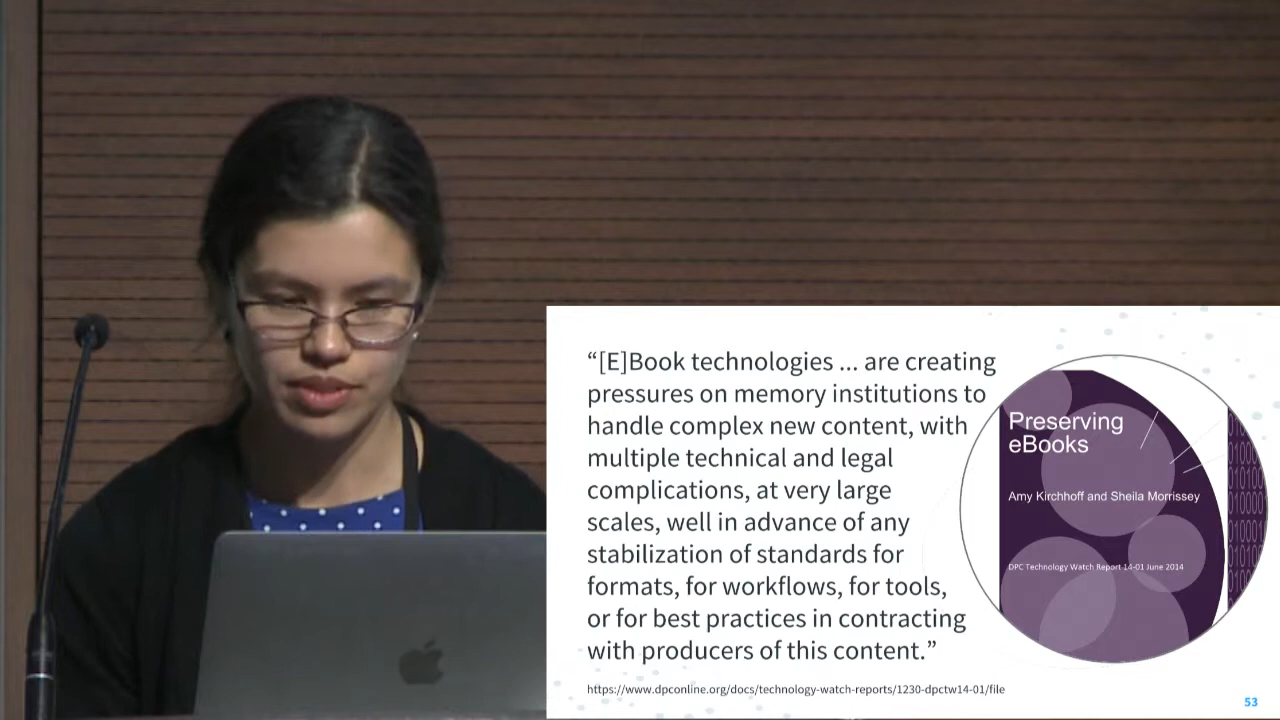 “[E]Book technologies ... are creating
pressures on memory institutions to
handle complex new content, with
multiple technical and legal
complications, at very large
scales, well in advance of any
stabilization of standards for
formats, for workflows, for tools,
or for best practices in contracting
with producers of this content.”
https://www.dpconline.org/docs/technology-watch-reports/1230-dpctw14-01/file
Preserving
eBooks
Amy Kirchhoff and Sheila Morrissey
DPC Technology Watch Report 14-01 June 2014
53